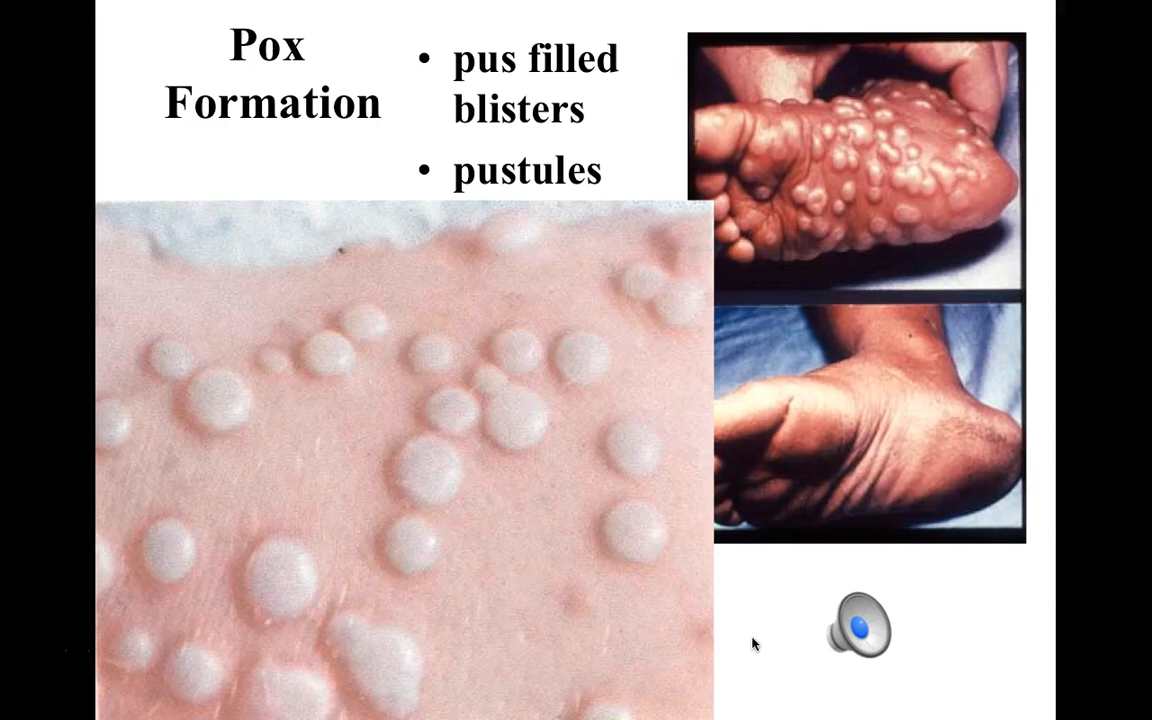 Pox
Formation
• pus filled
blisters
• pustules